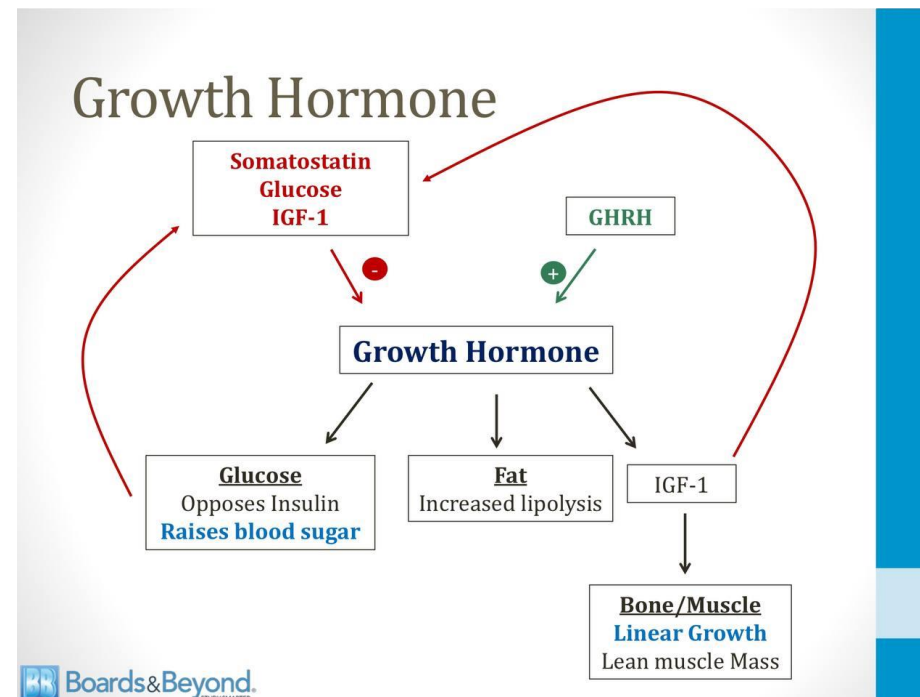 Growth Hormone
Somatostatin
Glucose
IGF-1
GHRH
-
+
Growth Hormone
Glucose
Opposes Insulin
Raises blood sugar
Fat
Increased lipolysis
IGF-1
Bone/Muscle
Linear Growth
Lean muscle Mass
BB Boards&Beyond.